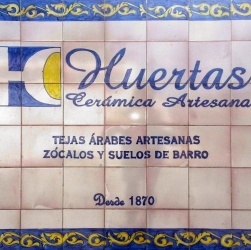 Huertas
Cerámica Artesana
TEJAS ÁRABES ARTESANAS
ZÓCALOS Y SUELOS DE BARRO
Desde 1870